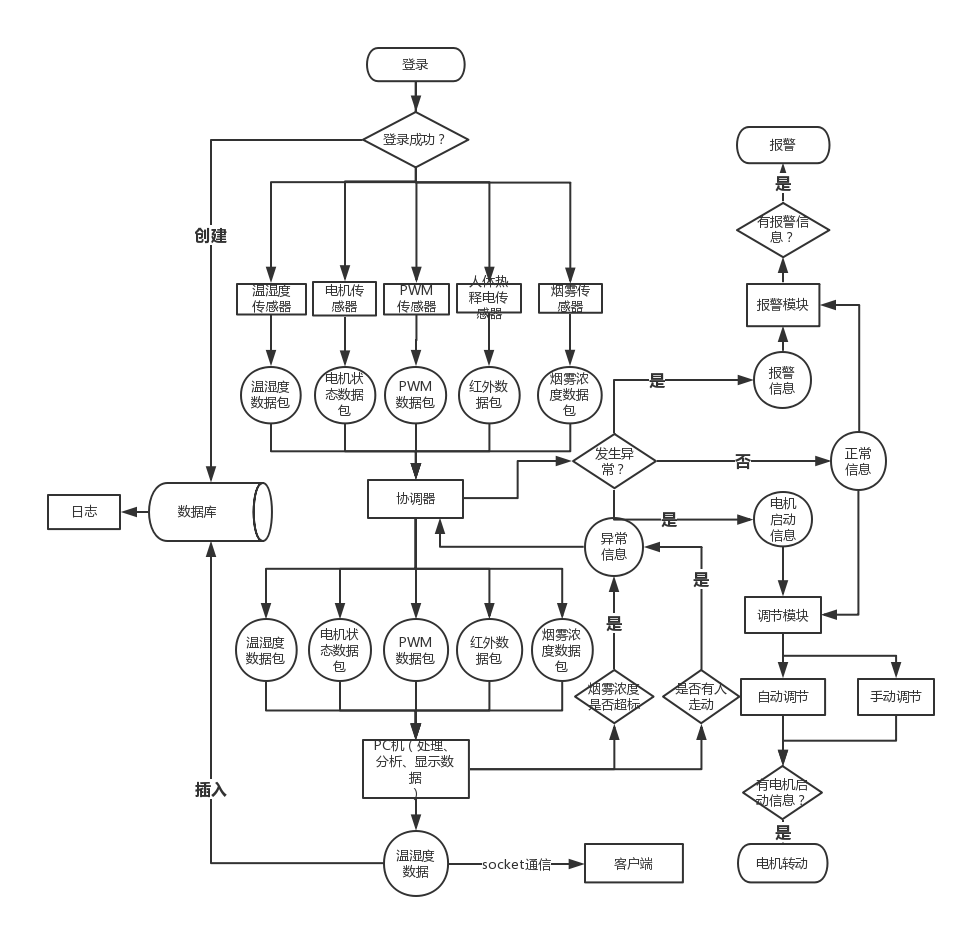 登录
登录成功？
报警
是
有报警信
息？
创建
温湿度
传感器
电机传
感器
PWM
传感器
人体热
释电传
感器
烟雾传
感器
报警模块
温湿度
数据包
电机状
态数据
包
PWM
数据包
红外数
据包
烟雾浓
度数据
包
是
报警
信息
发生异
常？
否
正常
信息
协调器
日志
数据库
电机
启动
信息
是
异常
信息
是
调节模块
是
温湿度
数据包
电机状
态数据
包
PWM
数据包
红外数
据包
烟雾浓
度数据
包
烟雾浓度
是否超标
是否有人
走动
自动调节
手动调节
PC机（处理、
分析、显示数
据
）
插入
有电机启
动信息？
是
温湿度
数据
socket通信
客户端
电机转动